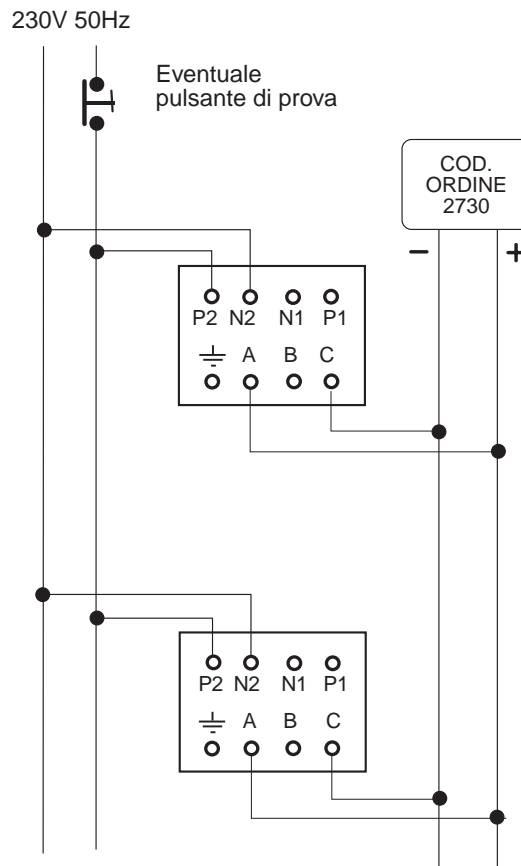 230V 50Hz
Eventuale
pulsante di prova
COD.
ORDINE
2730
− +
P2 N2 N1 P1
A B C
P2 N2 N1 P1
A B C